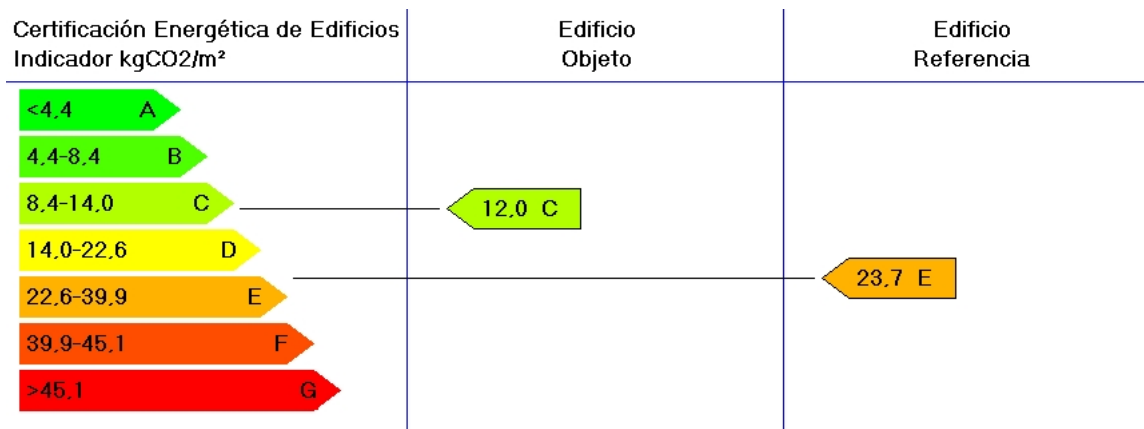 Certificación Energética de Edificios
Indicador kgCO2/m²
Edificio
Objeto
Edificio
Referencia
<4,4 A
4,4-8,4 B
8,4-14,0 C
12,0 C
14,0-22,6 D
22,6-39,9 E
23,7 E
39,9-45,1 F
>45,1 G